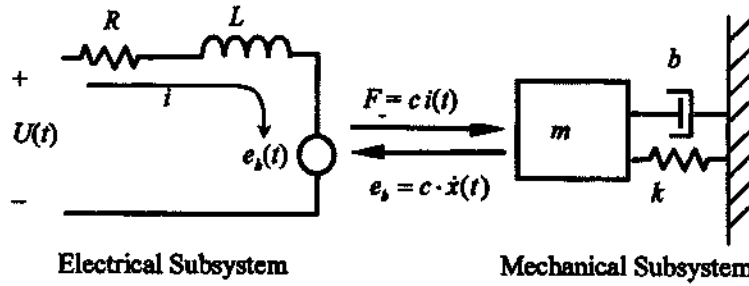 R
L
+
i
U(t)
e_b(t)
−
F = c i(t)
e_b = c · ẋ(t)
m
b
k
Electrical Subsystem
Mechanical Subsystem